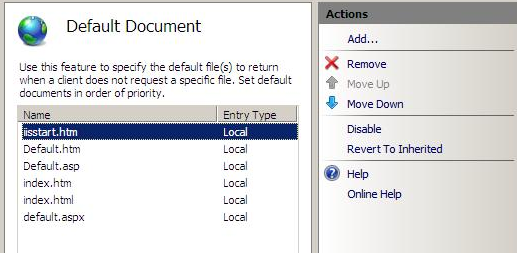 Default Document
Use this feature to specify the default file(s) to return
when a client does not request a specific file. Set default
documents in order of priority.
Name Entry Type
iisstart.htm Local
Default.htm Local
Default.asp Local
index.htm Local
index.html Local
default.aspx Local
Actions
Add...
Remove
Move Up
Move Down
Disable
Revert To Inherited
Help
Online Help